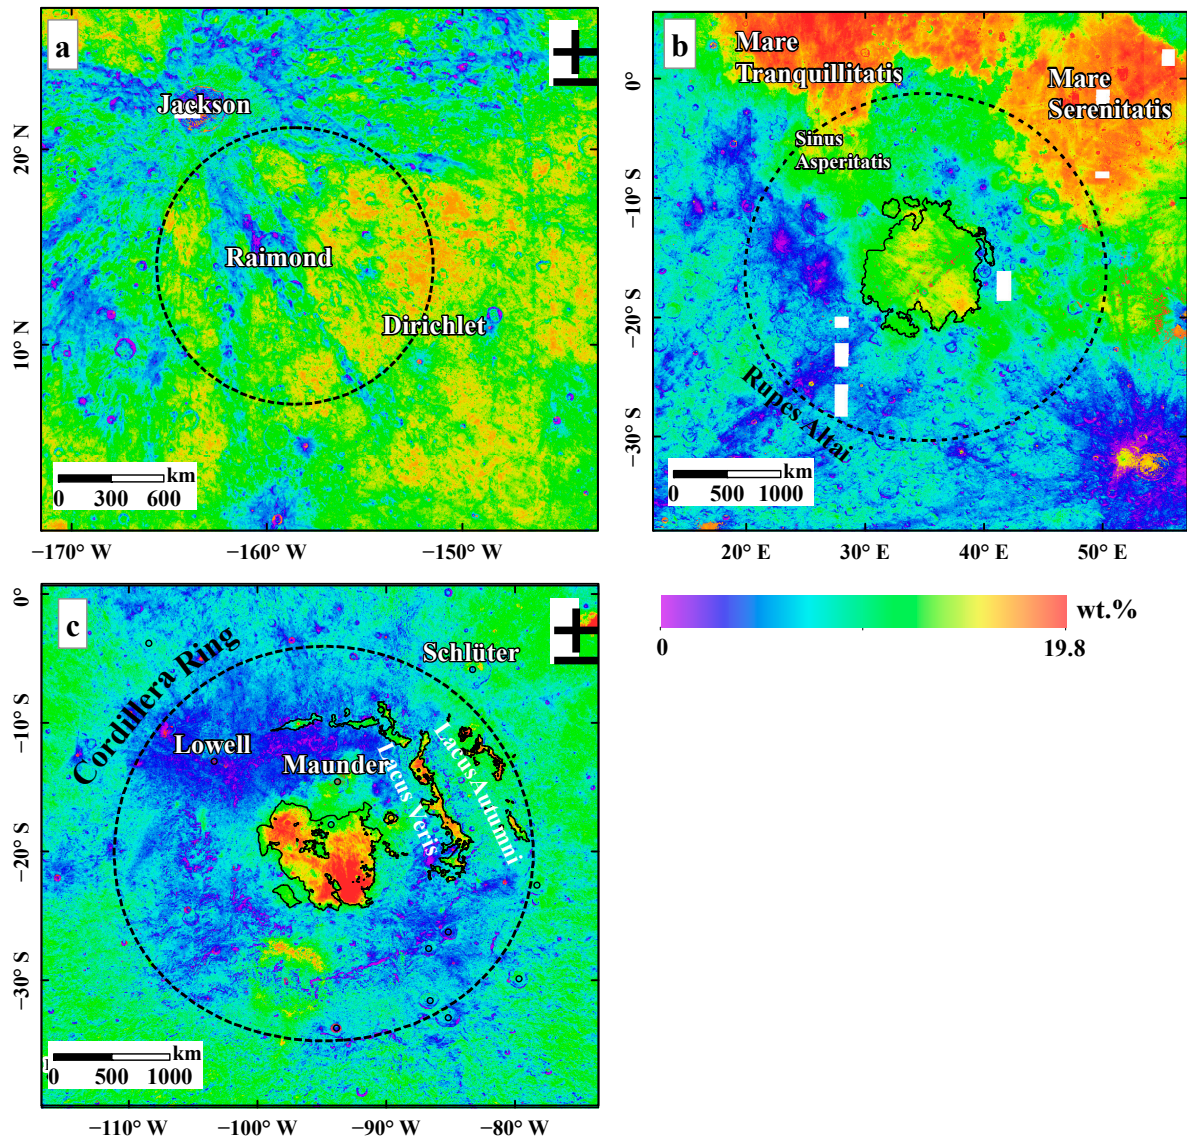 a
Jackson
Raimond
Dirichlet
20° N
10° N
km
0 300 600
−170° W −160° W −150° W
b
Mare
Tranquillitatis
Mare
Serenitatis
Sinus
Asperitatis
Rupes Altai
0°
−10° S
−20° S
−30° S
km
0 500 1000
20° E 30° E 40° E 50° E
wt.%
0 19.8
c
Cordillera Ring
Schlüter
Lowell
Maunder
Lacus Veris
Lacus Autumni
0°
−10° S
−20° S
−30° S
km
0 500 1000
−110° W −100° W −90° W −80° W